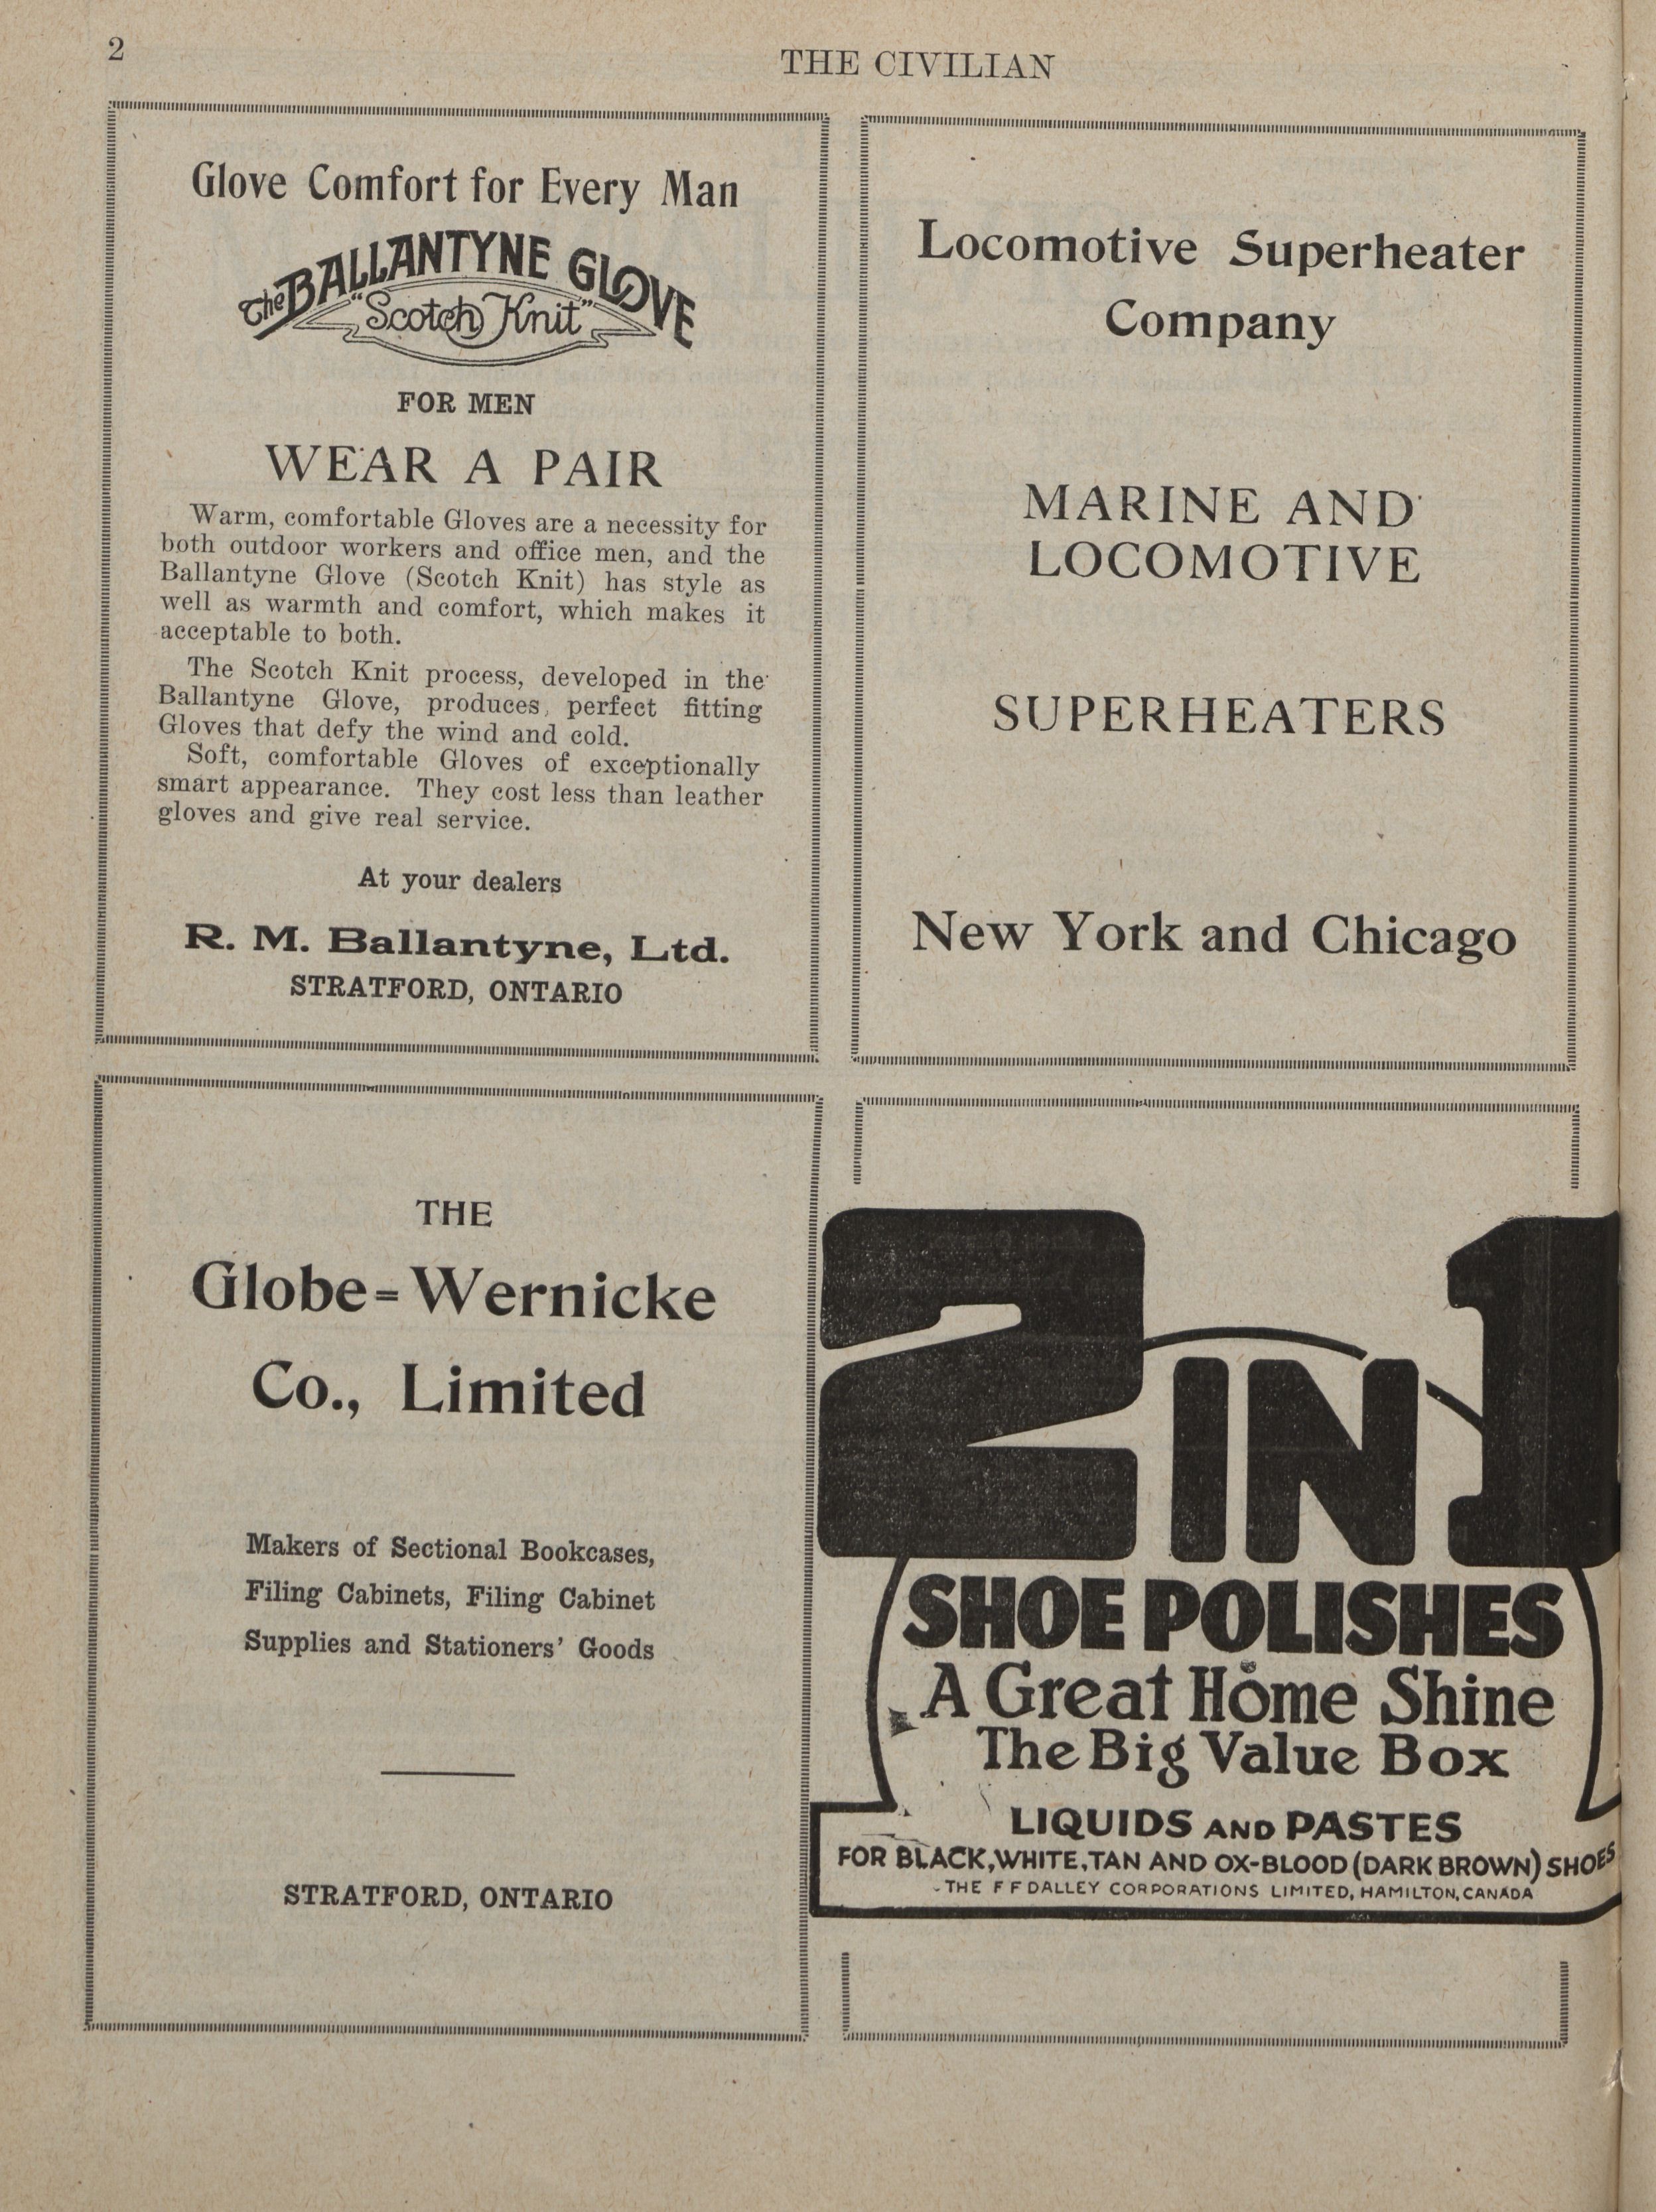 2
THE CIVILIAN
Glove Comfort for Every Man
The BALLANTYNE GLOVE
"Scotch Knit"
FOR MEN
WEAR A PAIR
Warm, comfortable Gloves are a necessity for
both outdoor workers and office men, and the
Ballantyne Glove (Scotch Knit) has style as
well as warmth and comfort, which makes it
acceptable to both.
The Scotch Knit process, developed in the
Ballantyne Glove, produces, perfect fitting
Gloves that defy the wind and cold.
Soft, comfortable Gloves of exceptionally
smart appearance. They cost less than leather
gloves and give real service.
At your dealers
R. M. Ballantyne, Ltd.
STRATFORD, ONTARIO
Locomotive Superheater
Company
MARINE AND
LOCOMOTIVE
SUPERHEATERS
New York and Chicago
THE
Globe=Wernicke
Co., Limited
Makers of Sectional Bookcases,
Filing Cabinets, Filing Cabinet
Supplies and Stationers' Goods
STRATFORD, ONTARIO
2 IN 1
SHOE POLISHES
A Great Home Shine
The Big Value Box
LIQUIDS AND PASTES
FOR BLACK, WHITE, TAN AND OX-BLOOD (DARK BROWN) SHOES
THE F F DALLEY CORPORATIONS LIMITED, HAMILTON, CANADA